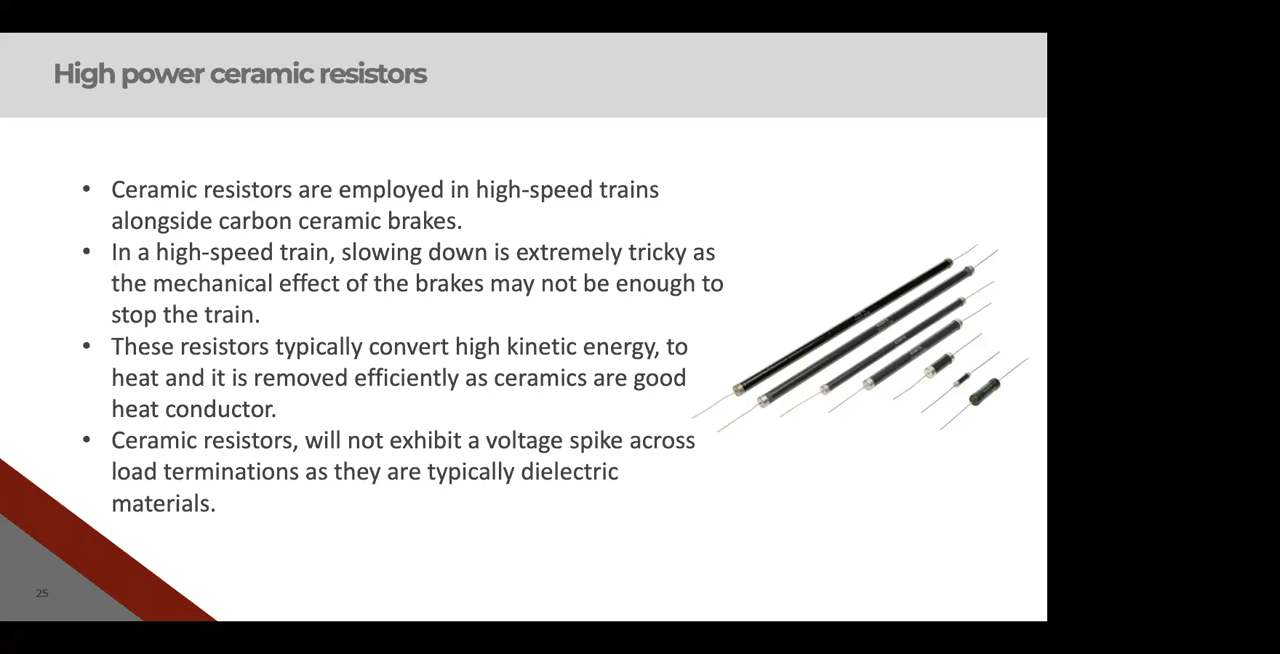 High power ceramic resistors
• Ceramic resistors are employed in high-speed trains
alongside carbon ceramic brakes.
• In a high-speed train, slowing down is extremely tricky as
the mechanical effect of the brakes may not be enough to
stop the train.
• These resistors typically convert high kinetic energy, to
heat and it is removed efficiently as ceramics are good
heat conductor.
• Ceramic resistors, will not exhibit a voltage spike across
load terminations as they are typically dielectric
materials.
25